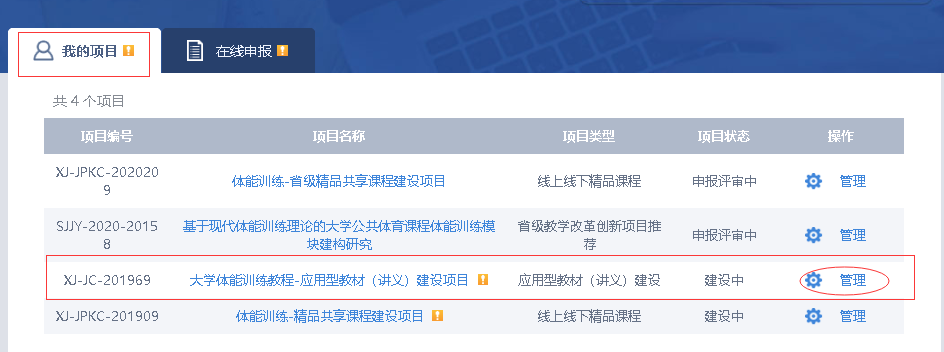 我的项目
在线申报
共 4 个项目
项目编号 项目名称 项目类型 项目状态 操作
XJ-JPKC-202020
9
体能训练-省级精品共享课程建设项目 线上线下精品课程 申报评审中 管理
SJJY-2020-2015
8
基于现代体能训练理论的大学公共体育课程体能训练模
块建构研究
省级教学改革创新项目推
荐
申报评审中 管理
XJ-JC-201969 大学体能训练教程-应用型教材（讲义）建设项目 应用型教材（讲义）建设 建设中 管理
XJ-JPKC-201909 体能训练-精品共享课程建设项目 线上线下精品课程 建设中 管理